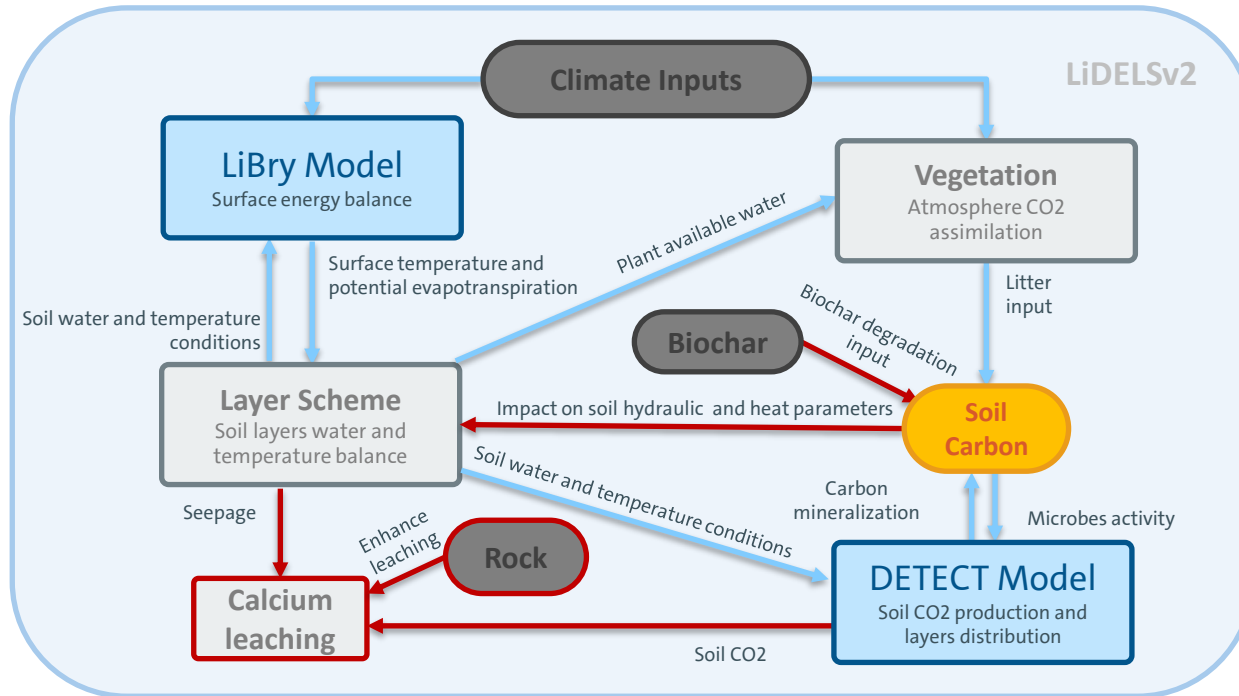 Climate Inputs
LiDELSv2
LiBry Model
Surface energy balance
Vegetation
Atmosphere CO2
assimilation
Plant available water
Surface temperature and
potential evapotranspiration
Soil water and temperature
conditions
Litter
input
Biochar
Biochar degradation
input
Layer Scheme
Soil layers water and
temperature balance
Impact on soil hydraulic and heat parameters
Soil
Carbon
Soil water and temperature conditions
Carbon
mineralization
Microbes activity
Seepage
Enhance
leaching
Rock
Calcium
leaching
DETECT Model
Soil CO2 production and
layers distribution
Soil CO2